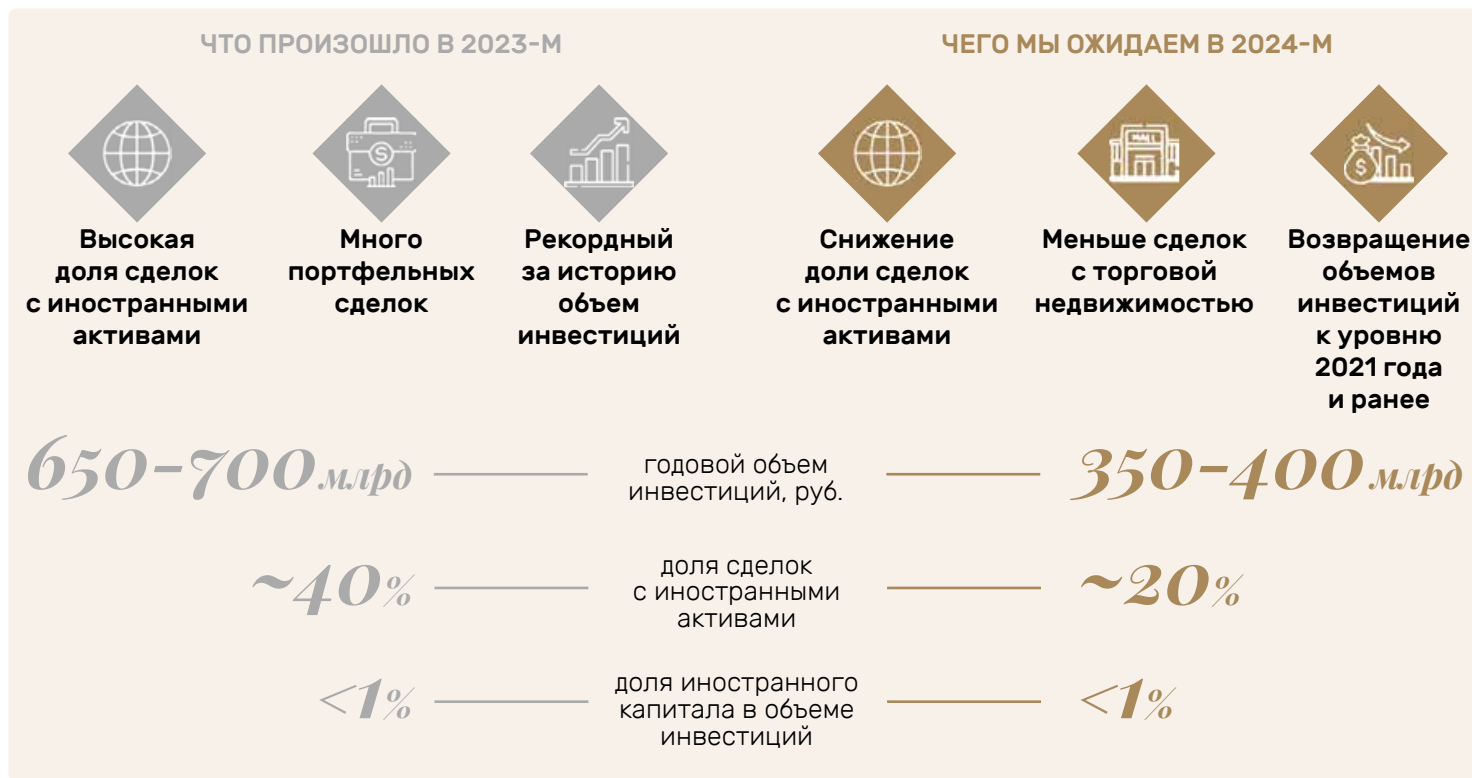 ЧТО ПРОИЗОШЛО В 2023-М
Высокая
доля сделок
с иностранными
активами
Много
портфельных
сделок
Рекордный
за историю
объем
инвестиций
ЧЕГО МЫ ОЖИДАЕМ В 2024-М
Снижение
доли сделок
с иностранными
активами
MALL
Меньше сделок
с торговой
недвижимостью
Возвращение
объемов
инвестиций
к уровню
2021 года
и ранее
650–700 млрд
годовой объем
инвестиций, руб.
350–400 млрд
~40%
доля сделок
с иностранными
активами
~20%
<1%
доля иностранного
капитала в объеме
инвестиций
<1%